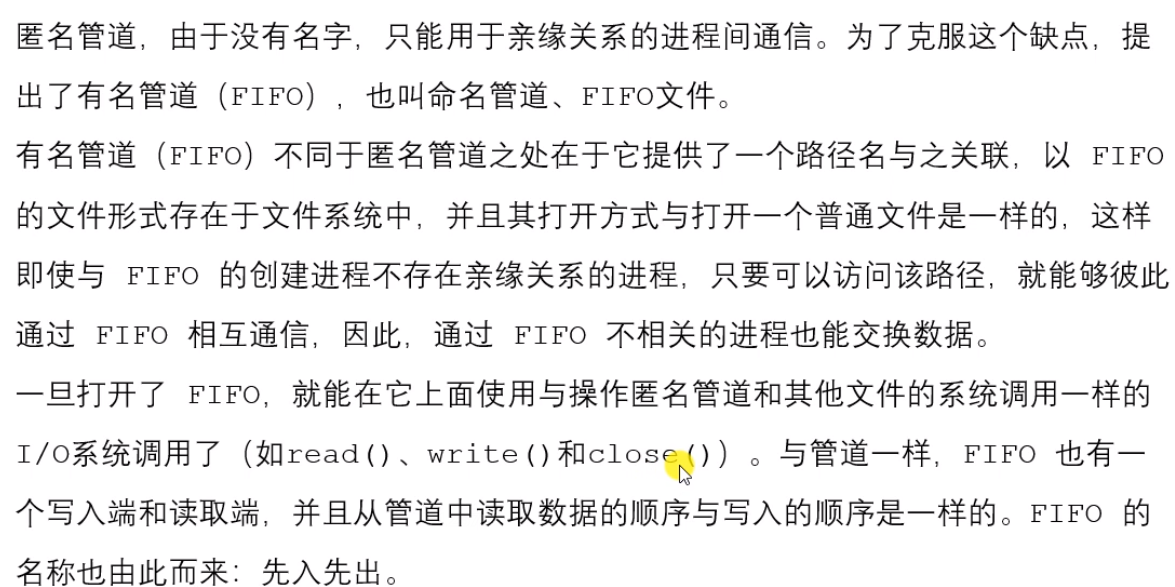 匿名管道，由于没有名字，只能用于亲缘关系的进程间通信。为了克服这个缺点，提
出了有名管道（FIFO），也叫命名管道、FIFO文件。
有名管道（FIFO）不同于匿名管道之处在于它提供了一个路径名与之关联，以 FIFO
的文件形式存在于文件系统中，并且其打开方式与打开一个普通文件是一样的，这样
即使与 FIFO 的创建进程不存在亲缘关系的进程，只要可以访问该路径，就能够彼此
通过 FIFO 相互通信，因此，通过 FIFO 不相关的进程也能交换数据。
一旦打开了 FIFO，就能在它上面使用与操作匿名管道和其他文件的系统调用一样的
I/O系统调用了（如read()、write()和close()）。与管道一样，FIFO 也有一
个写入端和读取端，并且从管道中读取数据的顺序与写入的顺序是一样的。FIFO 的
名称也由此而来：先入先出。